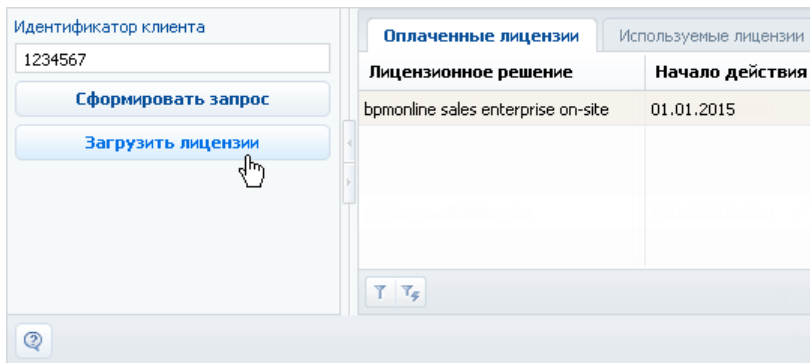 Идентификатор клиента
1234567
Сформировать запрос
Загрузить лицензии
Оплаченные лицензии
Используемые лицензии
Лицензионное решение
Начало действия
bpmonline sales enterprise on-site
01.01.2015